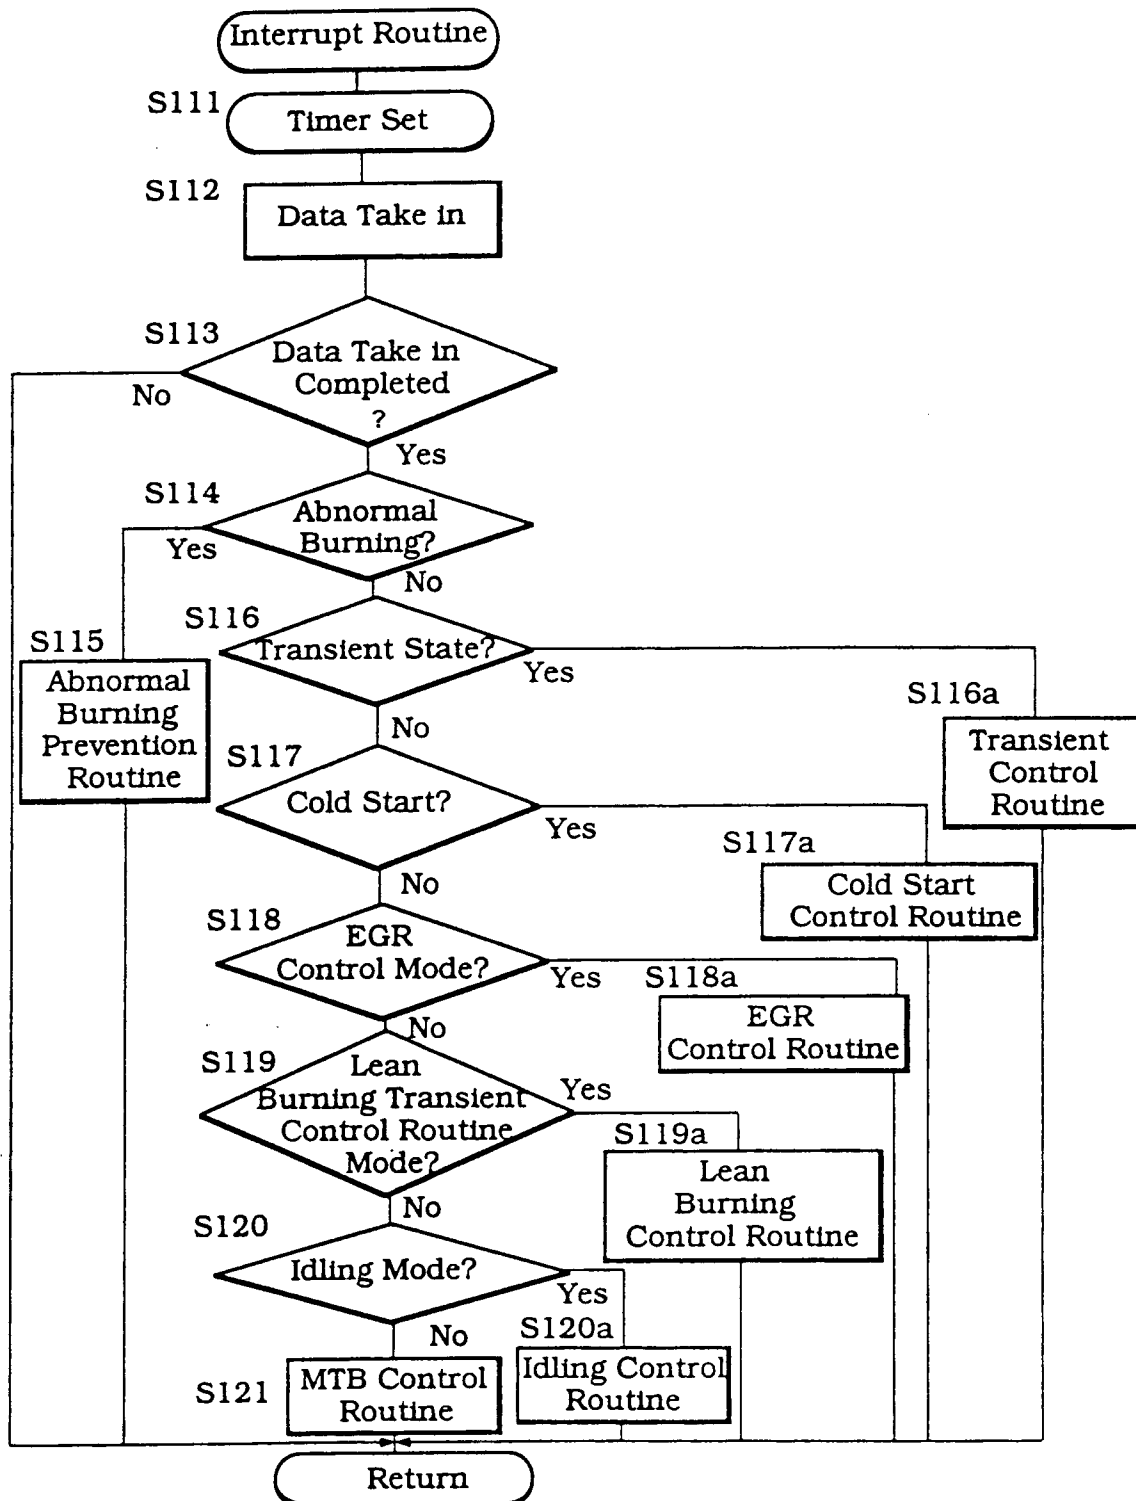 Interrupt Routine
S111
Timer Set
S112
Data Take in
S113
Data Take in
Completed
?
No
Yes
S114
Abnormal
Burning?
Yes
No
S115
Abnormal
Burning
Prevention
Routine
S116
Transient State?
Yes
No
S116a
Transient
Control
Routine
S117
Cold Start?
Yes
No
S117a
Cold Start
Control Routine
S118
EGR
Control Mode?
Yes
No
S118a
EGR
Control Routine
S119
Lean
Burning Transient
Control Routine
Mode?
Yes
No
S119a
Lean
Burning
Control Routine
S120
Idling Mode?
Yes
No
S120a
Idling Control
Routine
S121
MTB Control
Routine
Return